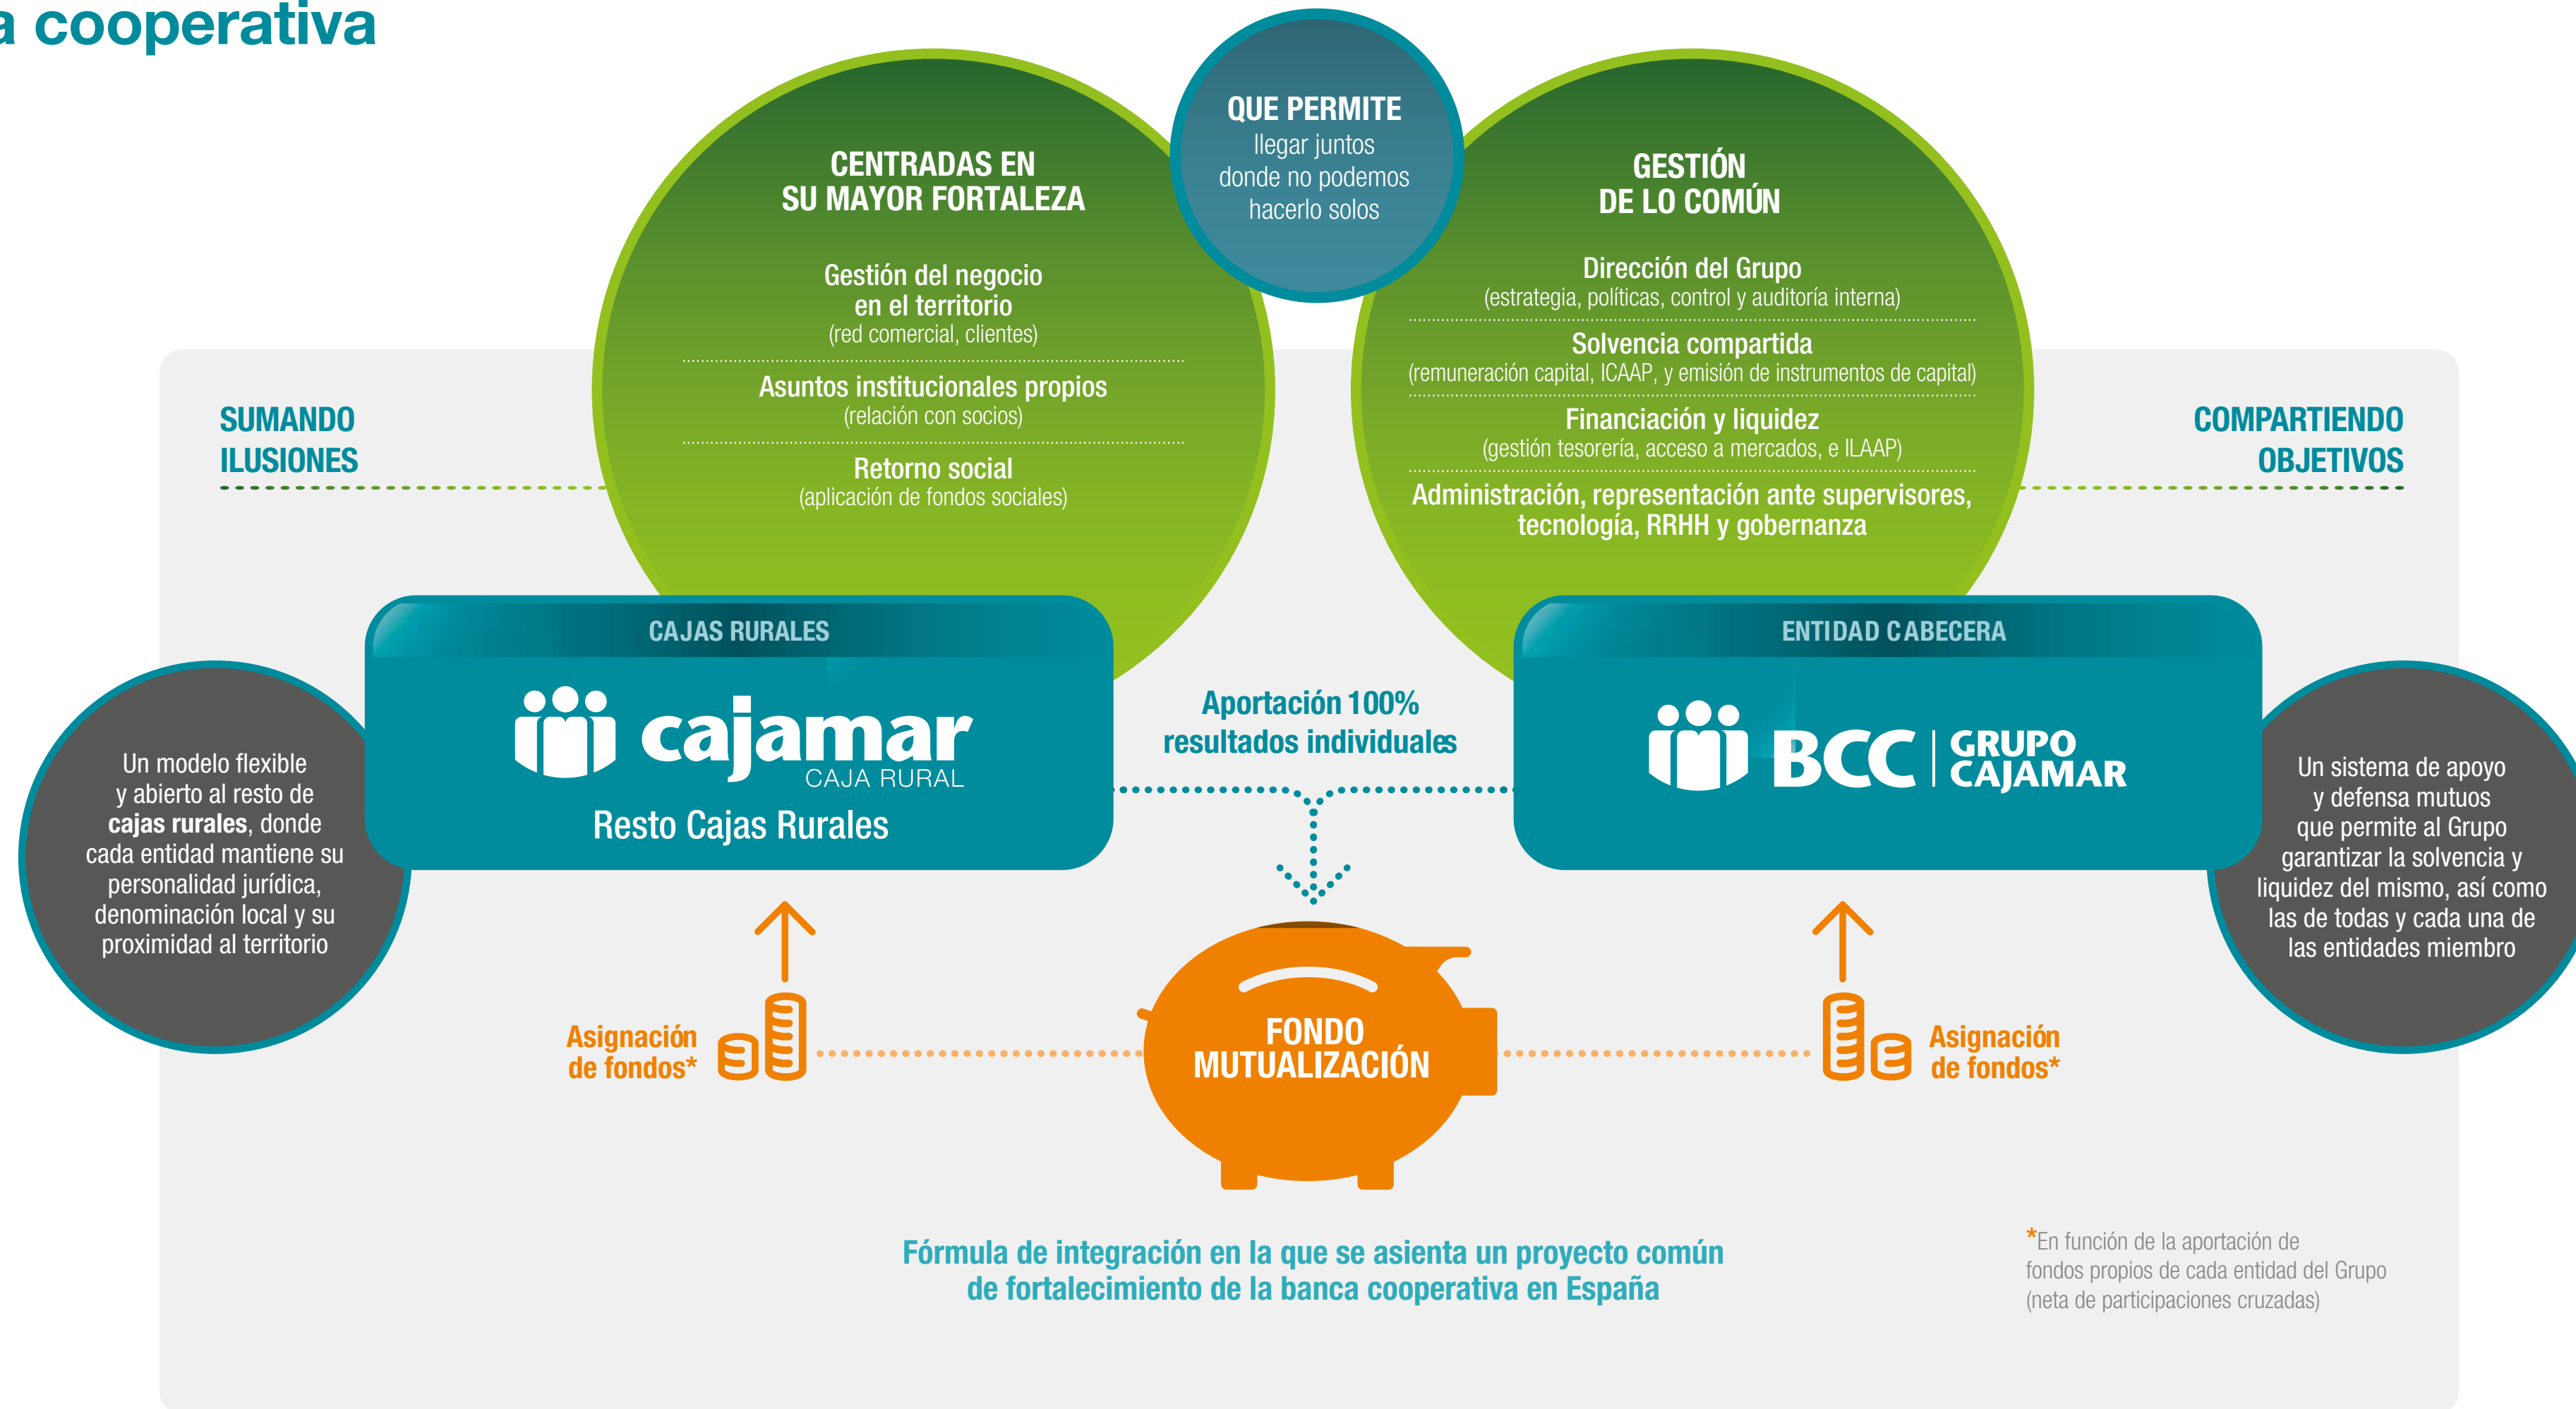 a cooperativa
QUE PERMITE
llegar juntos
donde no podemos
hacerlo solos
CENTRADAS EN
SU MAYOR FORTALEZA
Gestión del negocio
en el territorio
(red comercial, clientes)
Asuntos institucionales propios
(relación con socios)
Retorno social
(aplicación de fondos sociales)
GESTIÓN
DE LO COMÚN
Dirección del Grupo
(estrategia, políticas, control y auditoría interna)
Solvencia compartida
(remuneración capital, ICAAP, y emisión de instrumentos de capital)
Financiación y liquidez
(gestión tesorería, acceso a mercados, e ILAAP)
Administración, representación ante supervisores,
tecnología, RRHH y gobernanza
SUMANDO
ILUSIONES
COMPARTIENDO
OBJETIVOS
CAJAS RURALES
cajamar
CAJA RURAL
Resto Cajas Rurales
ENTIDAD CABECERA
BCC GRUPO
CAJAMAR
Aportación 100%
resultados individuales
Un modelo flexible
y abierto al resto de
cajas rurales, donde
cada entidad mantiene su
personalidad jurídica,
denominación local y su
proximidad al territorio
Un sistema de apoyo
y defensa mutuos
que permite al Grupo
garantizar la solvencia y
liquidez del mismo, así como
las de todas y cada una de
las entidades miembro
Asignación
de fondos*
FONDO
MUTUALIZACIÓN
Asignación
de fondos*
Fórmula de integración en la que se asienta un proyecto común
de fortalecimiento de la banca cooperativa en España
*En función de la aportación de
fondos propios de cada entidad del Grupo
(neta de participaciones cruzadas)